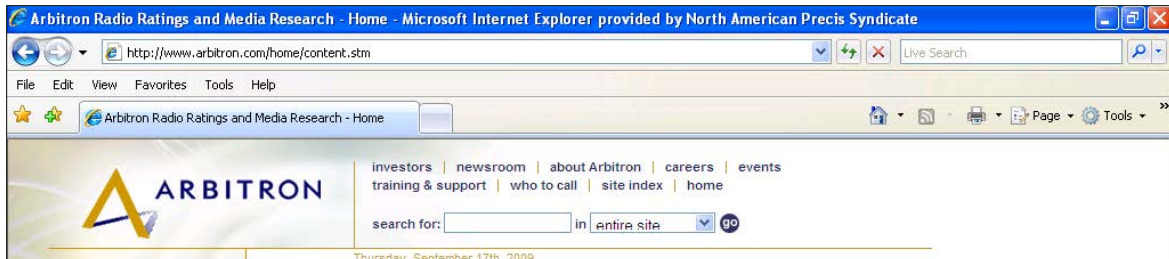 Arbitron Radio Ratings and Media Research - Home - Microsoft Internet Explorer provided by North American Precis Syndicate
http://www.arbitron.com/home/content.stm
Live Search
File Edit View Favorites Tools Help
Arbitron Radio Ratings and Media Research - Home
Page Tools
ARBITRON
investors | newsroom | about Arbitron | careers | events
training & support | who to call | site index | home
search for: in entire site go
Thursday, September 17th, 2009